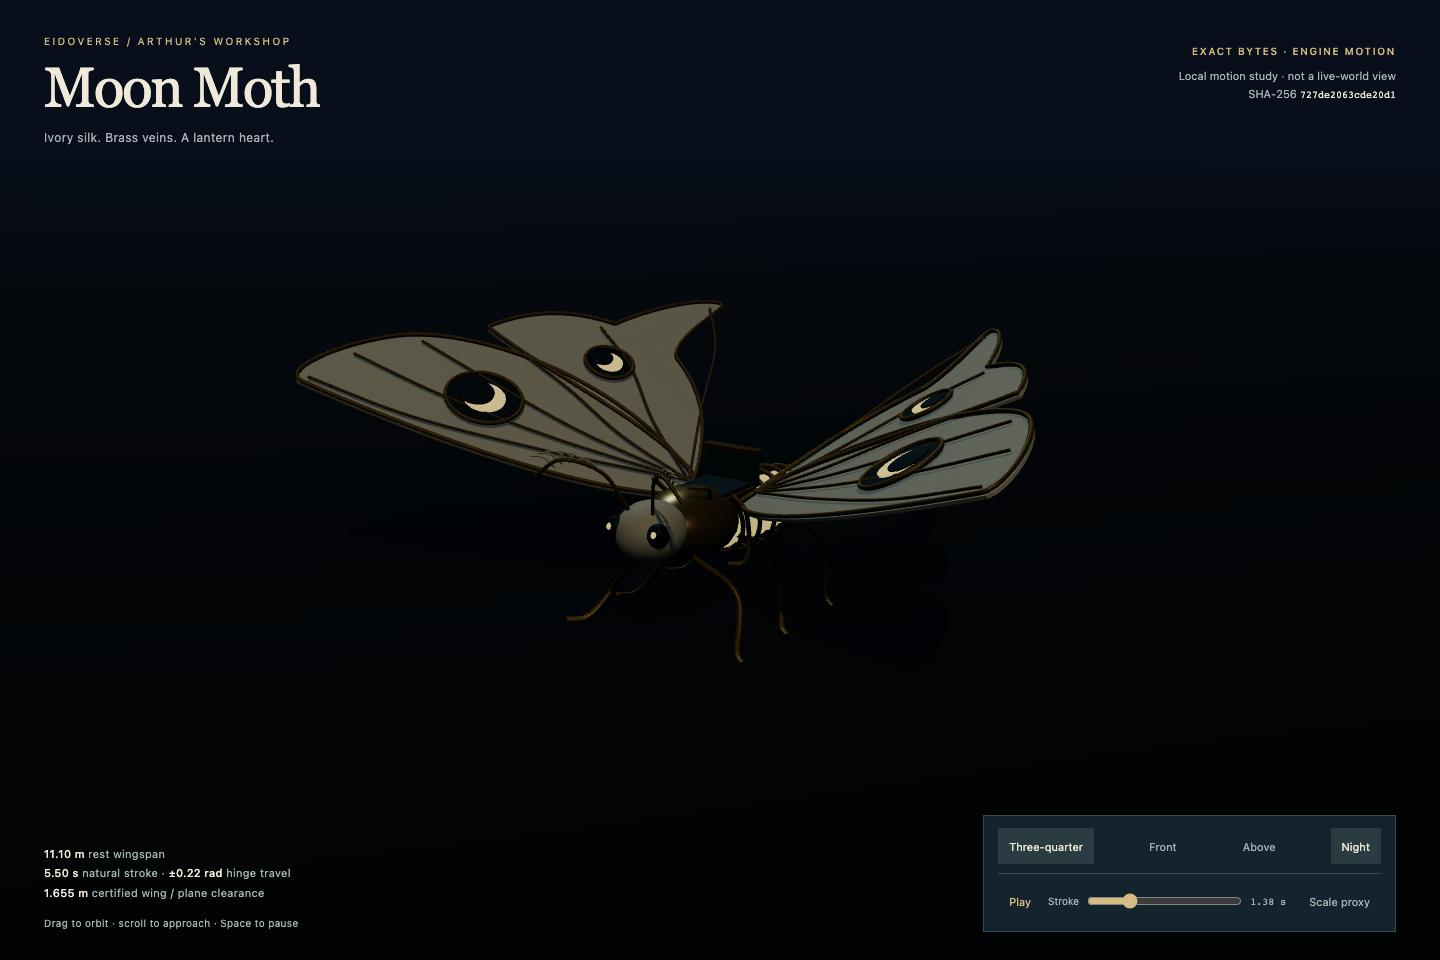 EIDOVERSE / ARTHUR'S WORKSHOP
Moon Moth
Ivory silk. Brass veins. A lantern heart.
EXACT BYTES · ENGINE MOTION
Local motion study · not a live-world view
SHA-256 727de2063cde20d1
11.10 m rest wingspan
5.50 s natural stroke · ±0.22 rad hinge travel
1.655 m certified wing / plane clearance
Drag to orbit · scroll to approach · Space to pause
Three-quarter Front Above Night
Play Stroke 1.38 s Scale proxy